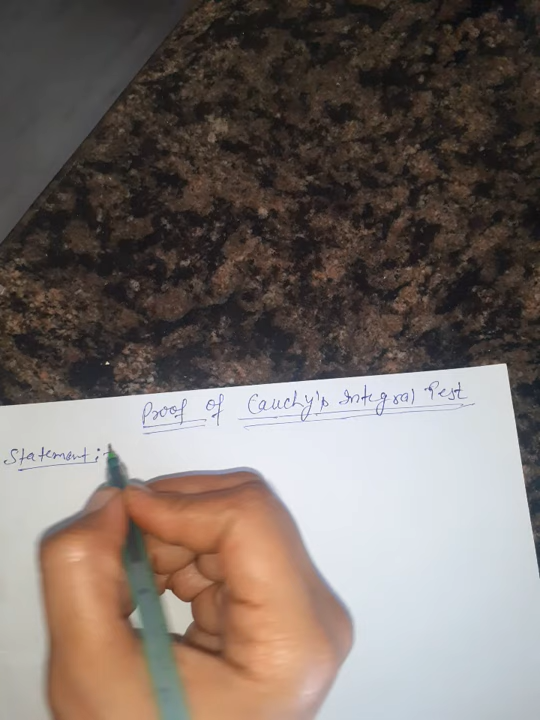 Proof of Cauchy's Integral Test
Statement :-